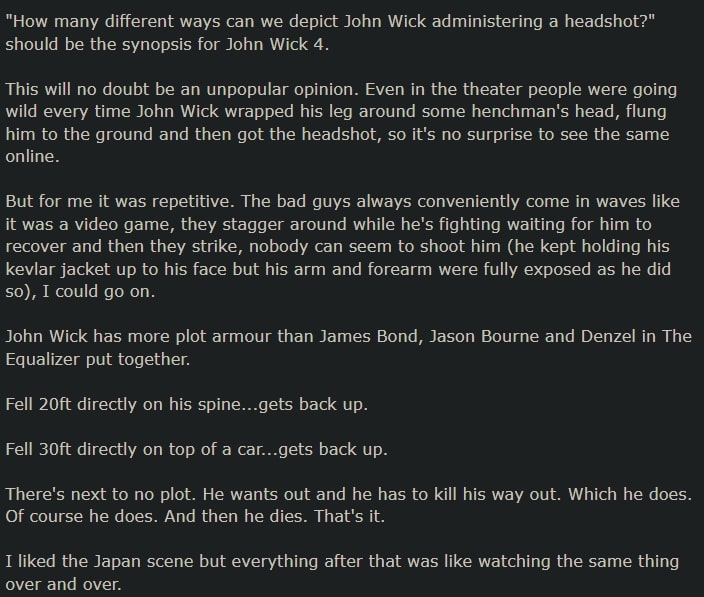 "How many different ways can we depict John Wick administering a headshot?"
should be the synopsis for John Wick 4.
This will no doubt be an unpopular opinion. Even in the theater people were going
wild every time John Wick wrapped his leg around some henchman's head, flung
him to the ground and then got the headshot, so it's no surprise to see the same
online.
But for me it was repetitive. The bad guys always conveniently come in waves like
it was a video game, they stagger around while he's fighting waiting for him to
recover and then they strike, nobody can seem to shoot him (he kept holding his
kevlar jacket up to his face but his arm and forearm were fully exposed as he did
so), I could go on.
John Wick has more plot armour than James Bond, Jason Bourne and Denzel in The
Equalizer put together.
Fell 20ft directly on his spine...gets back up.
Fell 30ft directly on top of a car...gets back up.
There's next to no plot. He wants out and he has to kill his way out. Which he does.
Of course he does. And then he dies. That's it.
I liked the Japan scene but everything after that was like watching the same thing
over and over.